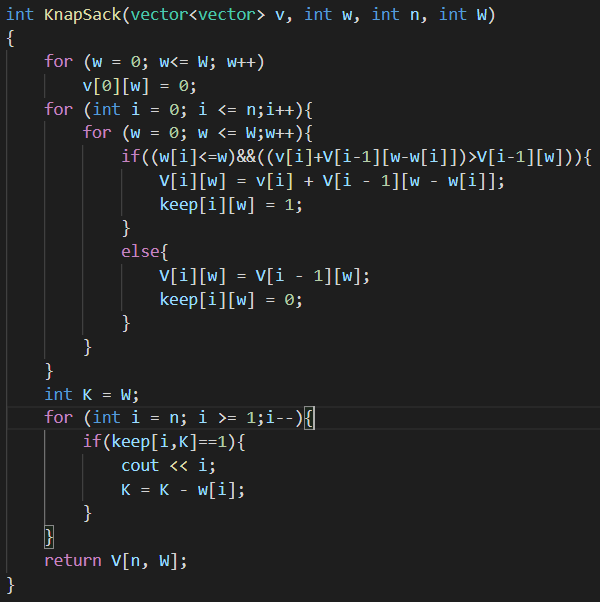 int KnapSack(vector<vector> v, int w, int n, int W)
{
    for (w = 0; w<= W; w++)
        v[0][w] = 0;
    for (int i = 0; i <= n;i++){
        for (w = 0; w <= W;w++){
            if((w[i]<=w)&&((v[i]+V[i-1][w-w[i]])>V[i-1][w])){
                V[i][w] = v[i] + V[i - 1][w - w[i]];
                keep[i][w] = 1;
            }
            else{
                V[i][w] = V[i - 1][w];
                keep[i][w] = 0;
            }
        }
    }
    int K = W;
    for (int i = n; i >= 1;i--){
        if(keep[i,K]==1){
            cout << i;
            K = K - w[i];
        }
    }
    return V[n, W];
}